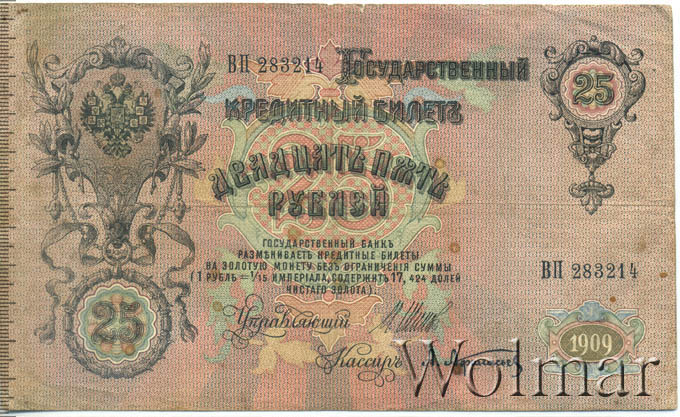 ВП 283214 Государственный
25
Кредитный Билетъ
Двадцать пять
рублей
25
Государственный банкъ
размѣниваетъ кредитные билеты
на золотую монету безъ ограниченія суммы
(1 рубль = 1/15 имперіала, содержитъ 17,424 долей
чистаго золота).
ВП 283214
25
Управляющій
Кассиръ
1909
Wolmar